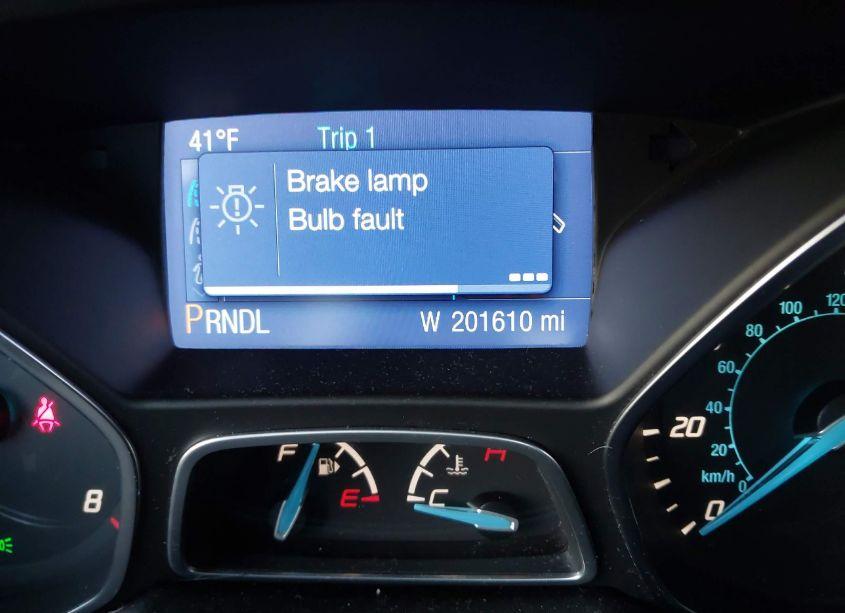 41°F Trip 1
Brake lamp
Bulb fault
PRNDL W 201610 mi
120
100
80
60
40
20
km/h 0
20
0
8
F E
C H